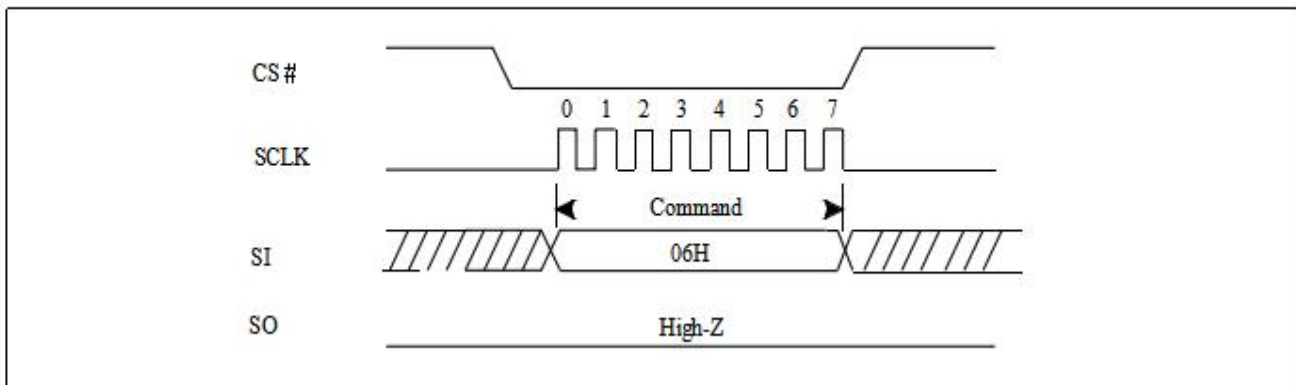 CS#
0 1 2 3 4 5 6 7
SCLK
Command
SI
06H
SO
High-Z